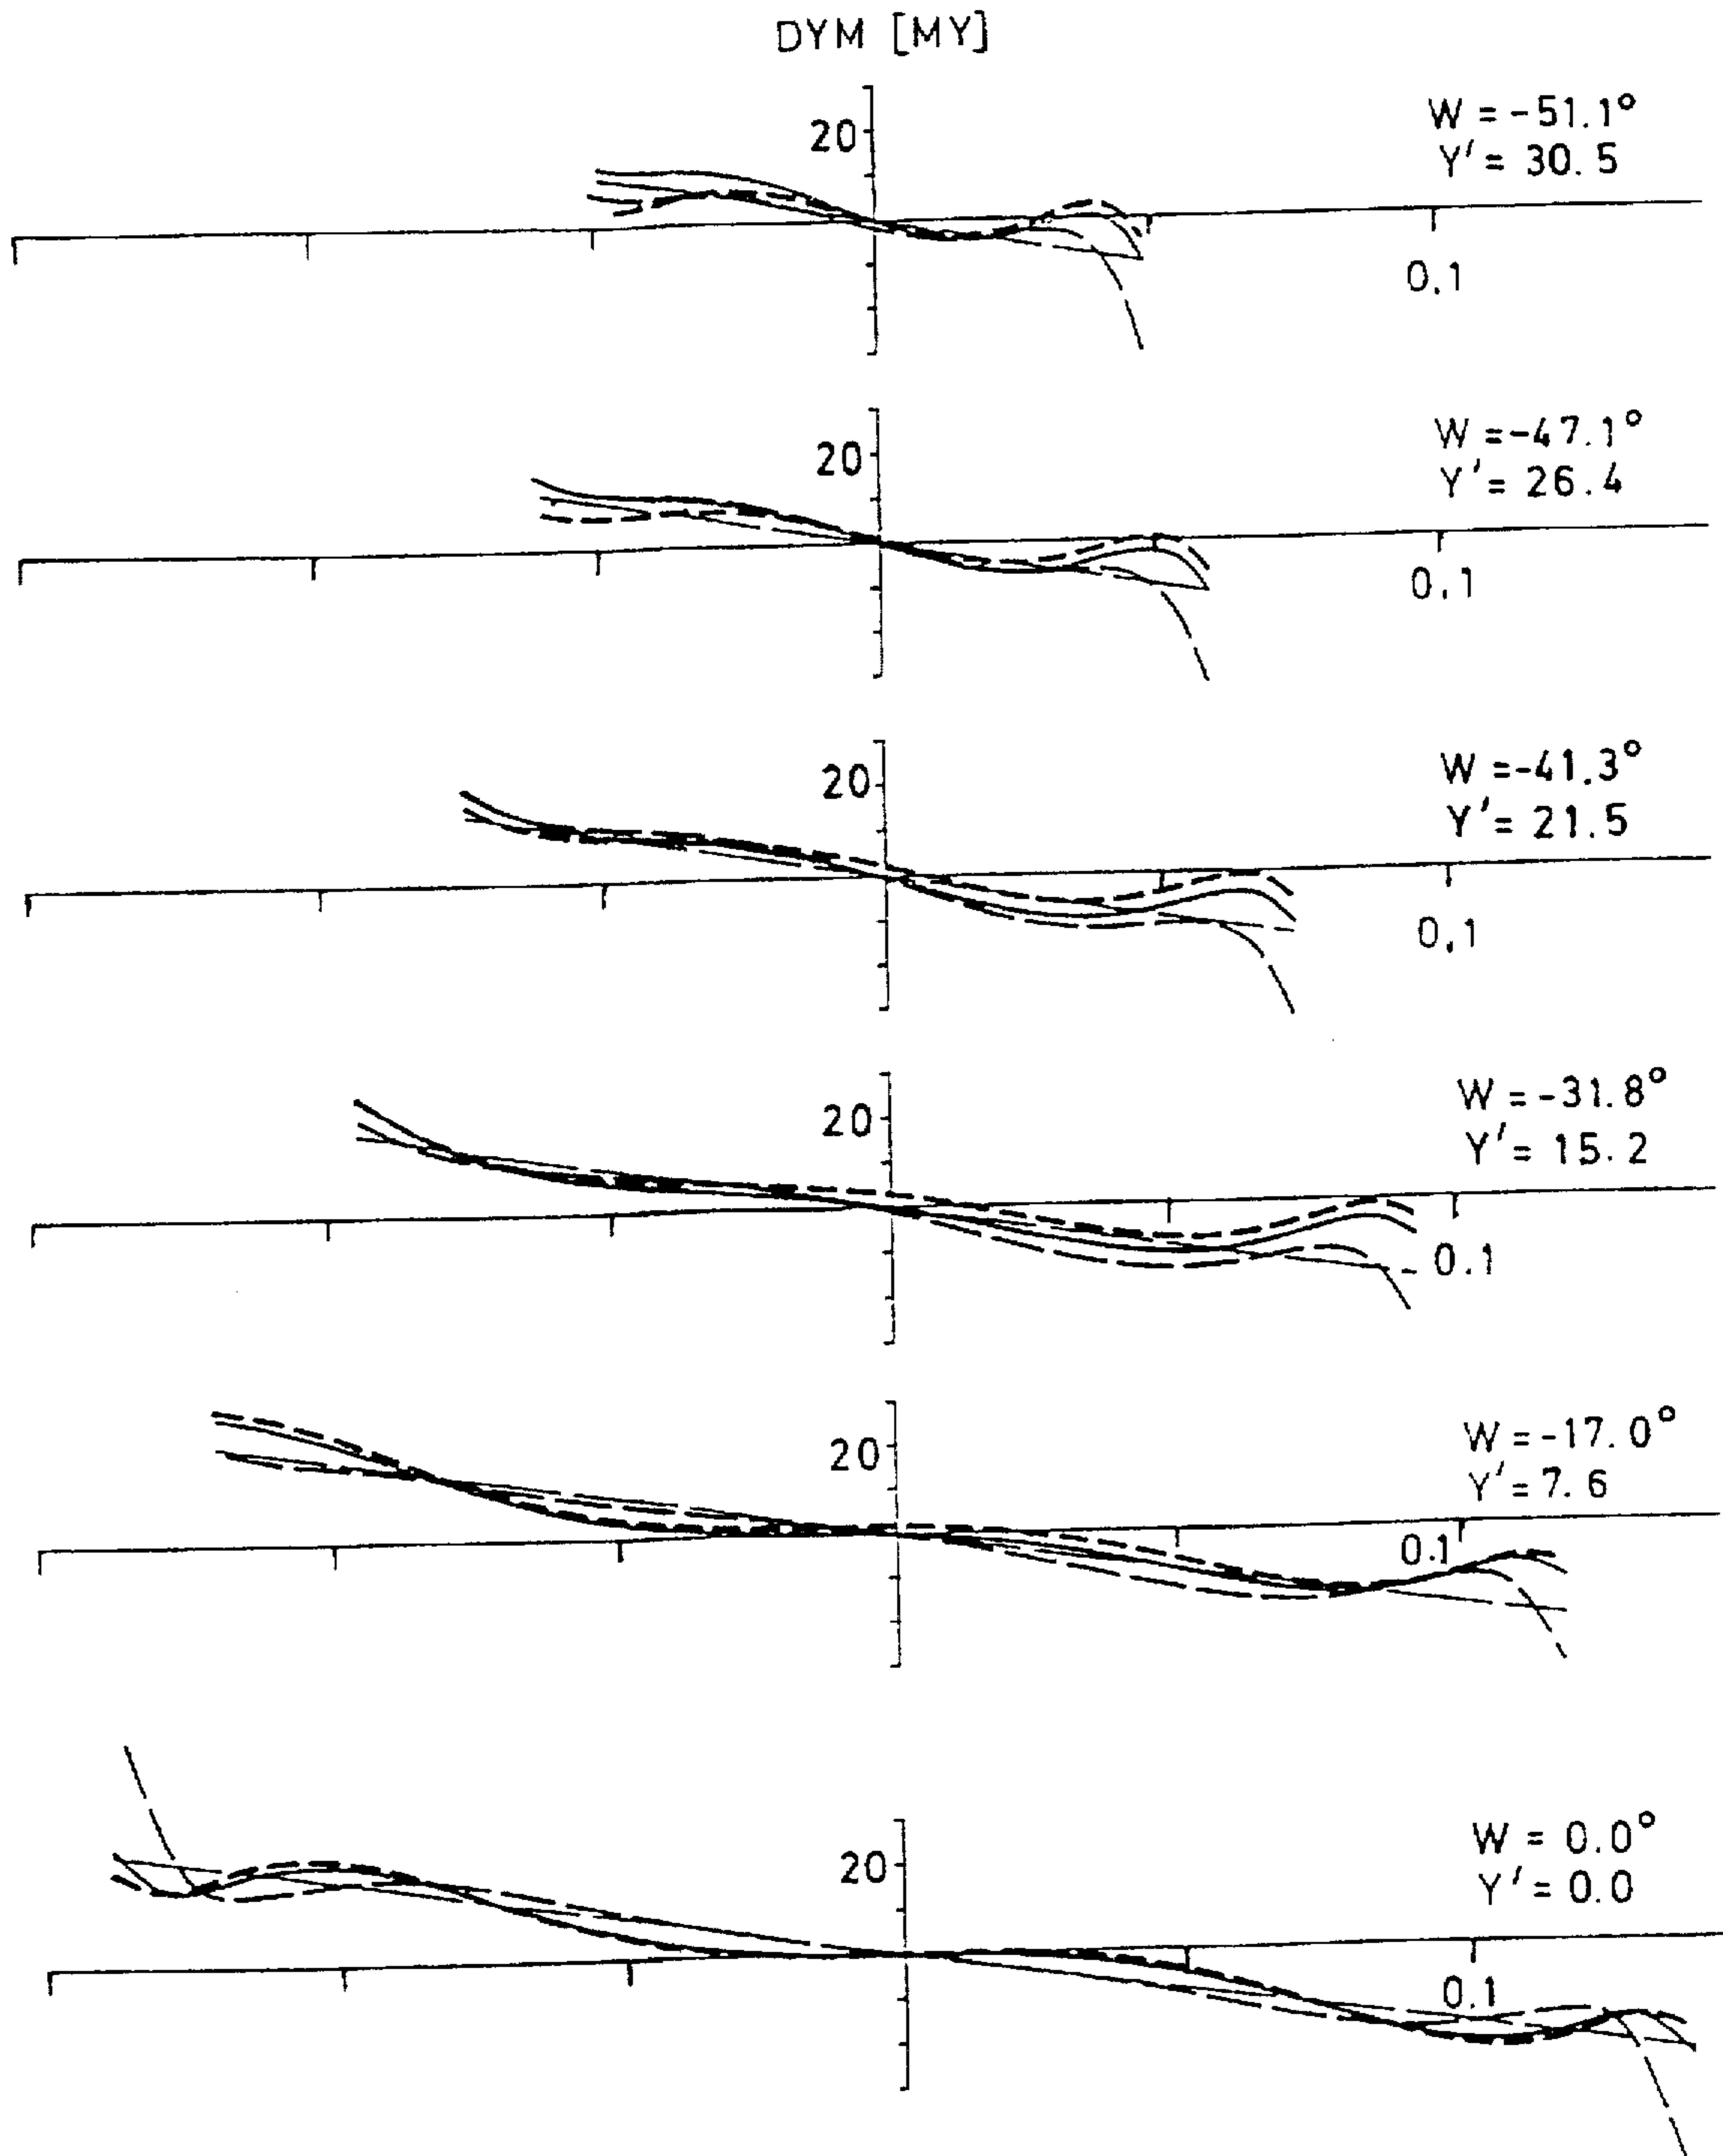 DYM [MY]
20
W = -51.1°
Y' = 30.5
0.1
20
W = -47.1°
Y' = 26.4
0.1
20
W = -41.3°
Y' = 21.5
0.1
20
W = -31.8°
Y' = 15.2
0.1
20
W = -17.0°
Y' = 7.6
0.1
20
W = 0.0°
Y' = 0.0
0.1